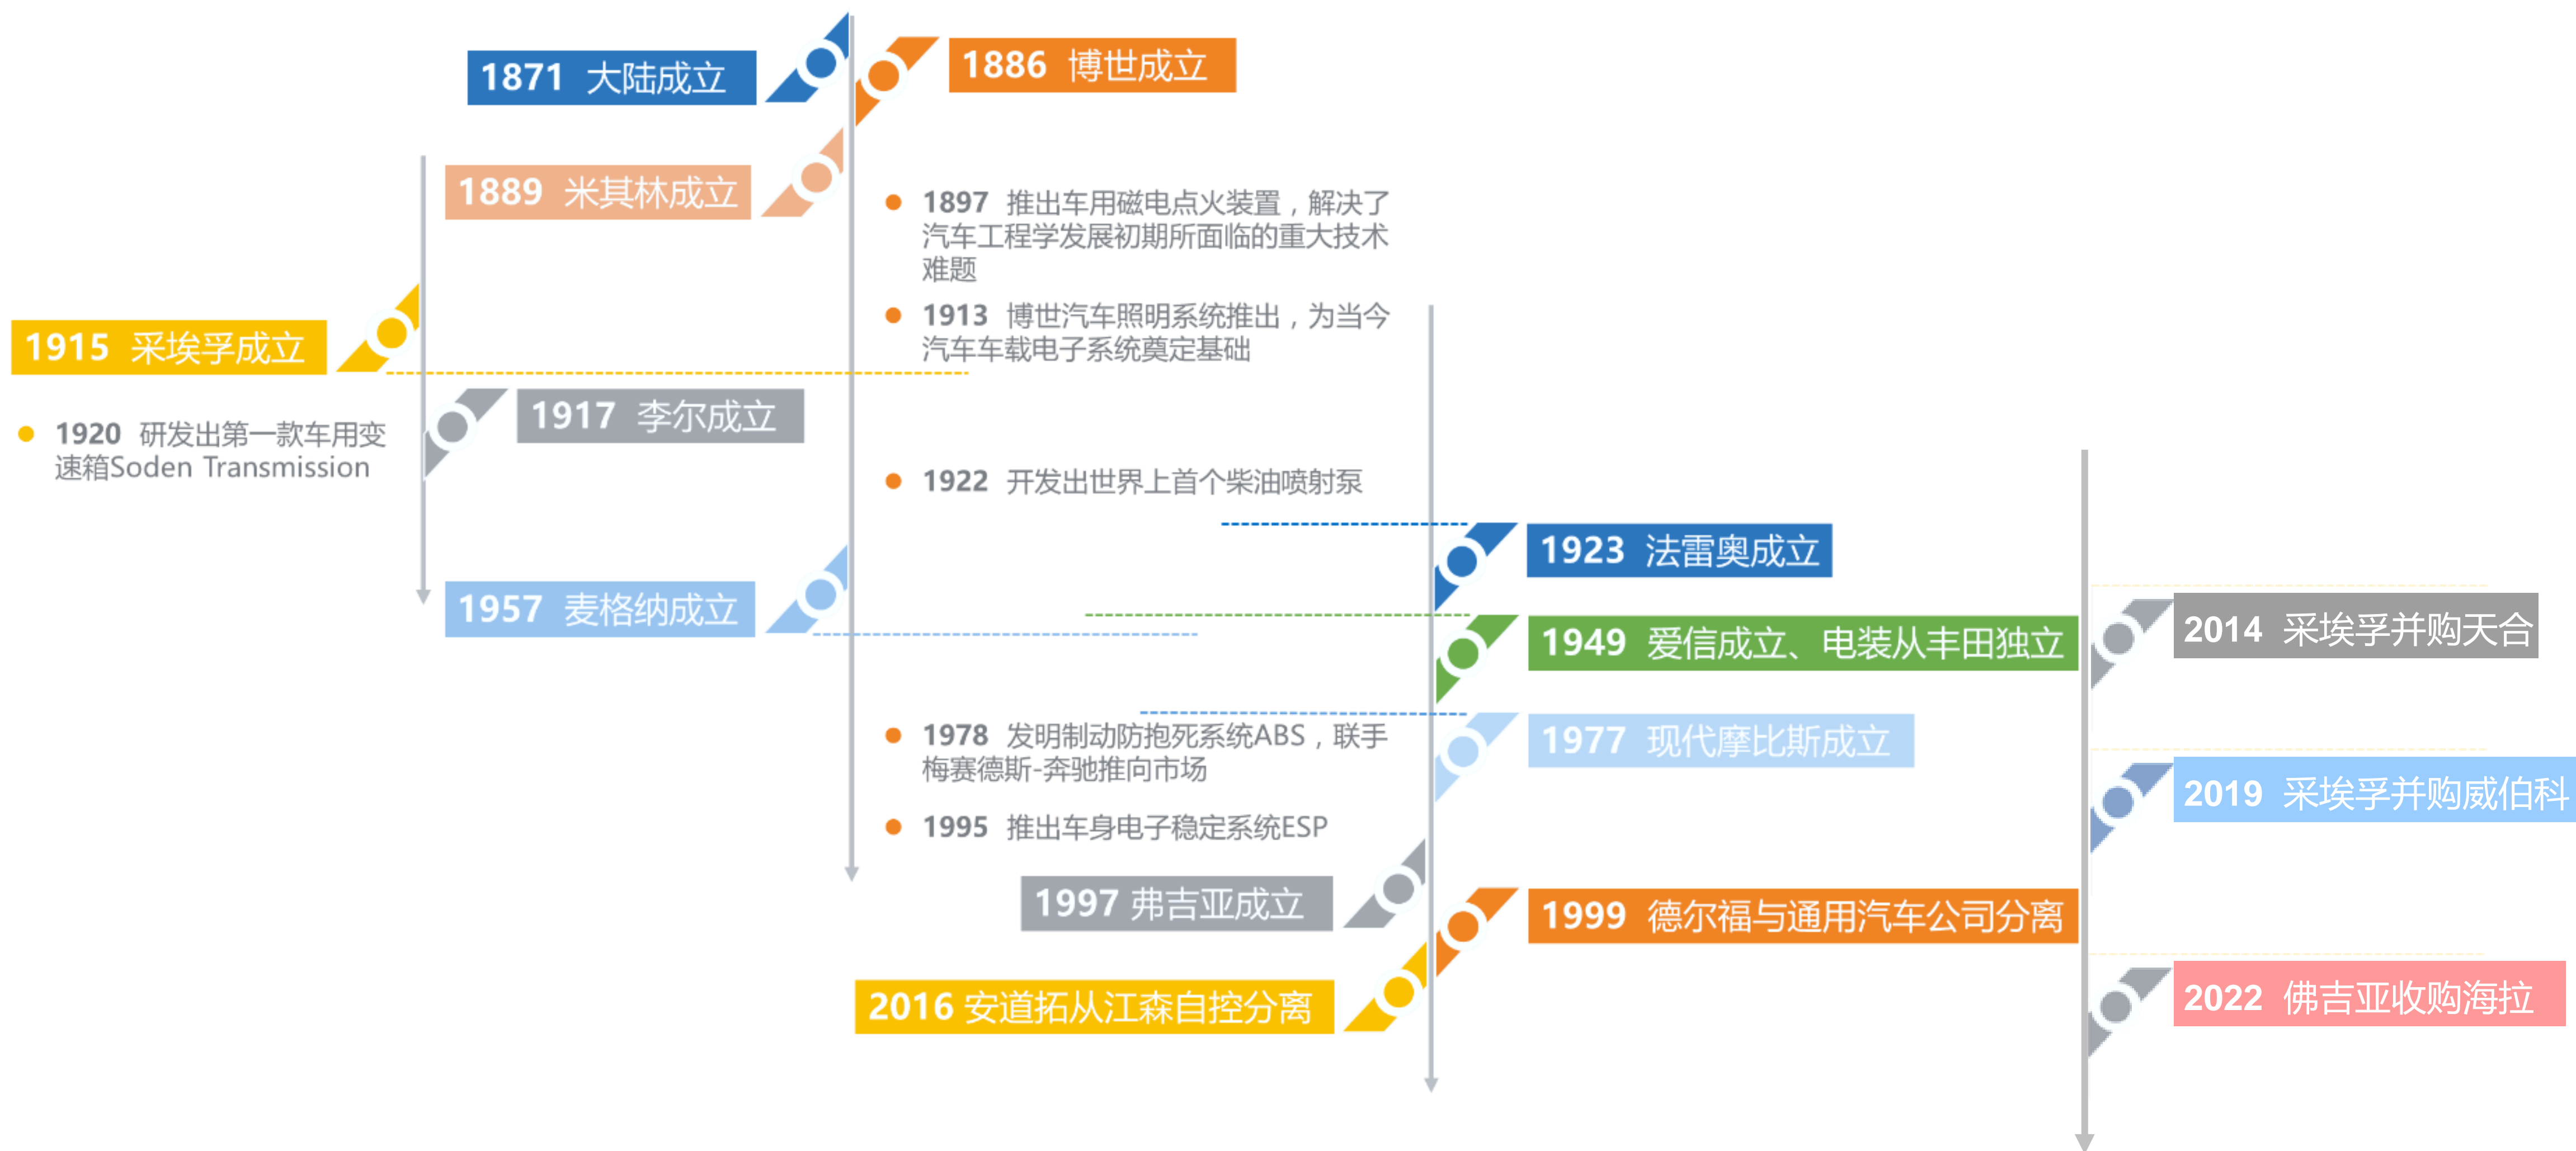 1871 大陆成立
1886 博世成立
1889 米其林成立
1897 推出车用磁电点火装置，解决了
汽车工程学发展初期所面临的重大技术
难题
1913 博世汽车照明系统推出，为当今
汽车车载电子系统奠定基础
1915 采埃孚成立
1920 研发出第一款车用变
速箱Soden Transmission
1917 李尔成立
1922 开发出世界上首个柴油喷射泵
1923 法雷奥成立
1957 麦格纳成立
1949 爱信成立、电装从丰田独立
1978 发明制动防抱死系统ABS，联手
梅赛德斯-奔驰推向市场
1977 现代摩比斯成立
1995 推出车身电子稳定系统ESP
1997 弗吉亚成立
1999 德尔福与通用汽车公司分离
2016 安道拓从江森自控分离
2014 采埃孚并购天合
2019 采埃孚并购威伯科
2022 佛吉亚收购海拉